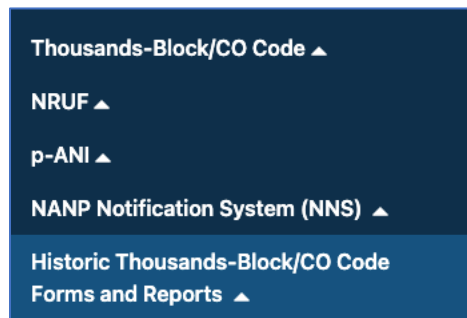 Thousands-Block/CO Code ▲
NRUF ▲
p-ANI ▲
NANP Notification System (NNS) ▲
Historic Thousands-Block/CO Code
Forms and Reports ▲